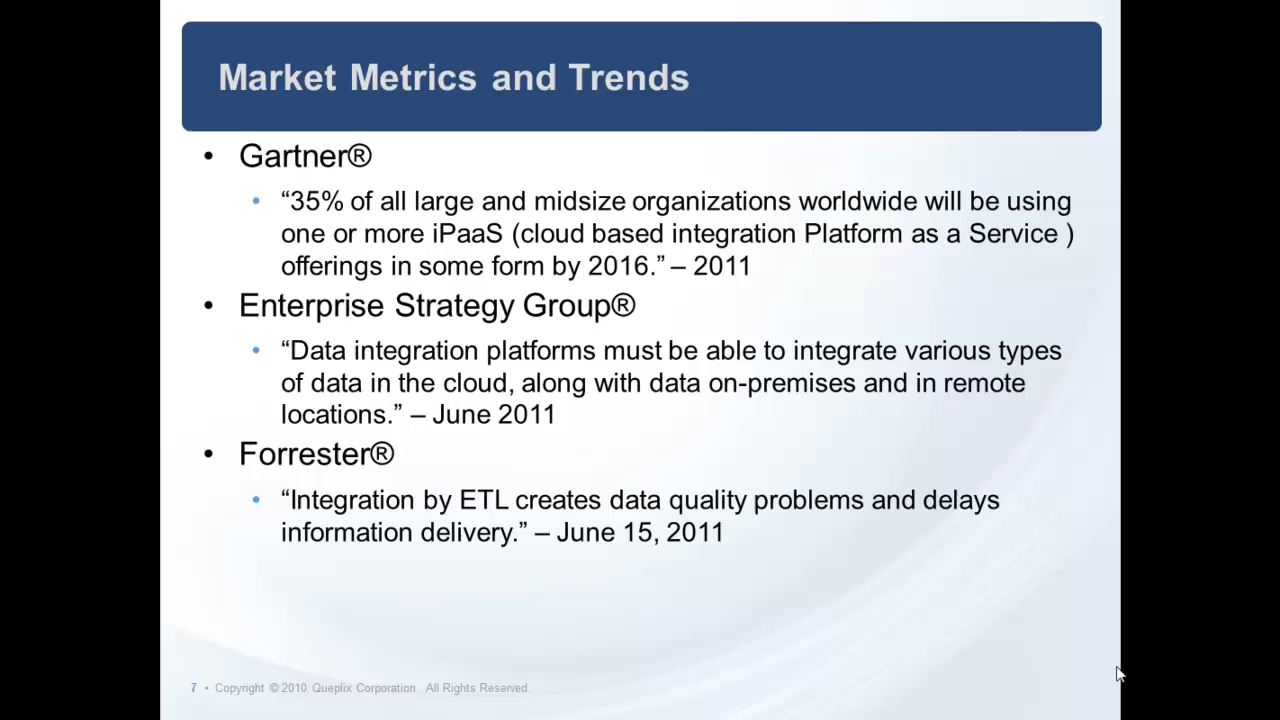 Market Metrics and Trends
• Gartner®
• “35% of all large and midsize organizations worldwide will be using
one or more iPaaS (cloud based integration Platform as a Service )
offerings in some form by 2016.” – 2011
• Enterprise Strategy Group®
• “Data integration platforms must be able to integrate various types
of data in the cloud, along with data on-premises and in remote
locations.” – June 2011
• Forrester®
• “Integration by ETL creates data quality problems and delays
information delivery.” – June 15, 2011
7 • Copyright © 2010 Queplix Corporation. All Rights Reserved.